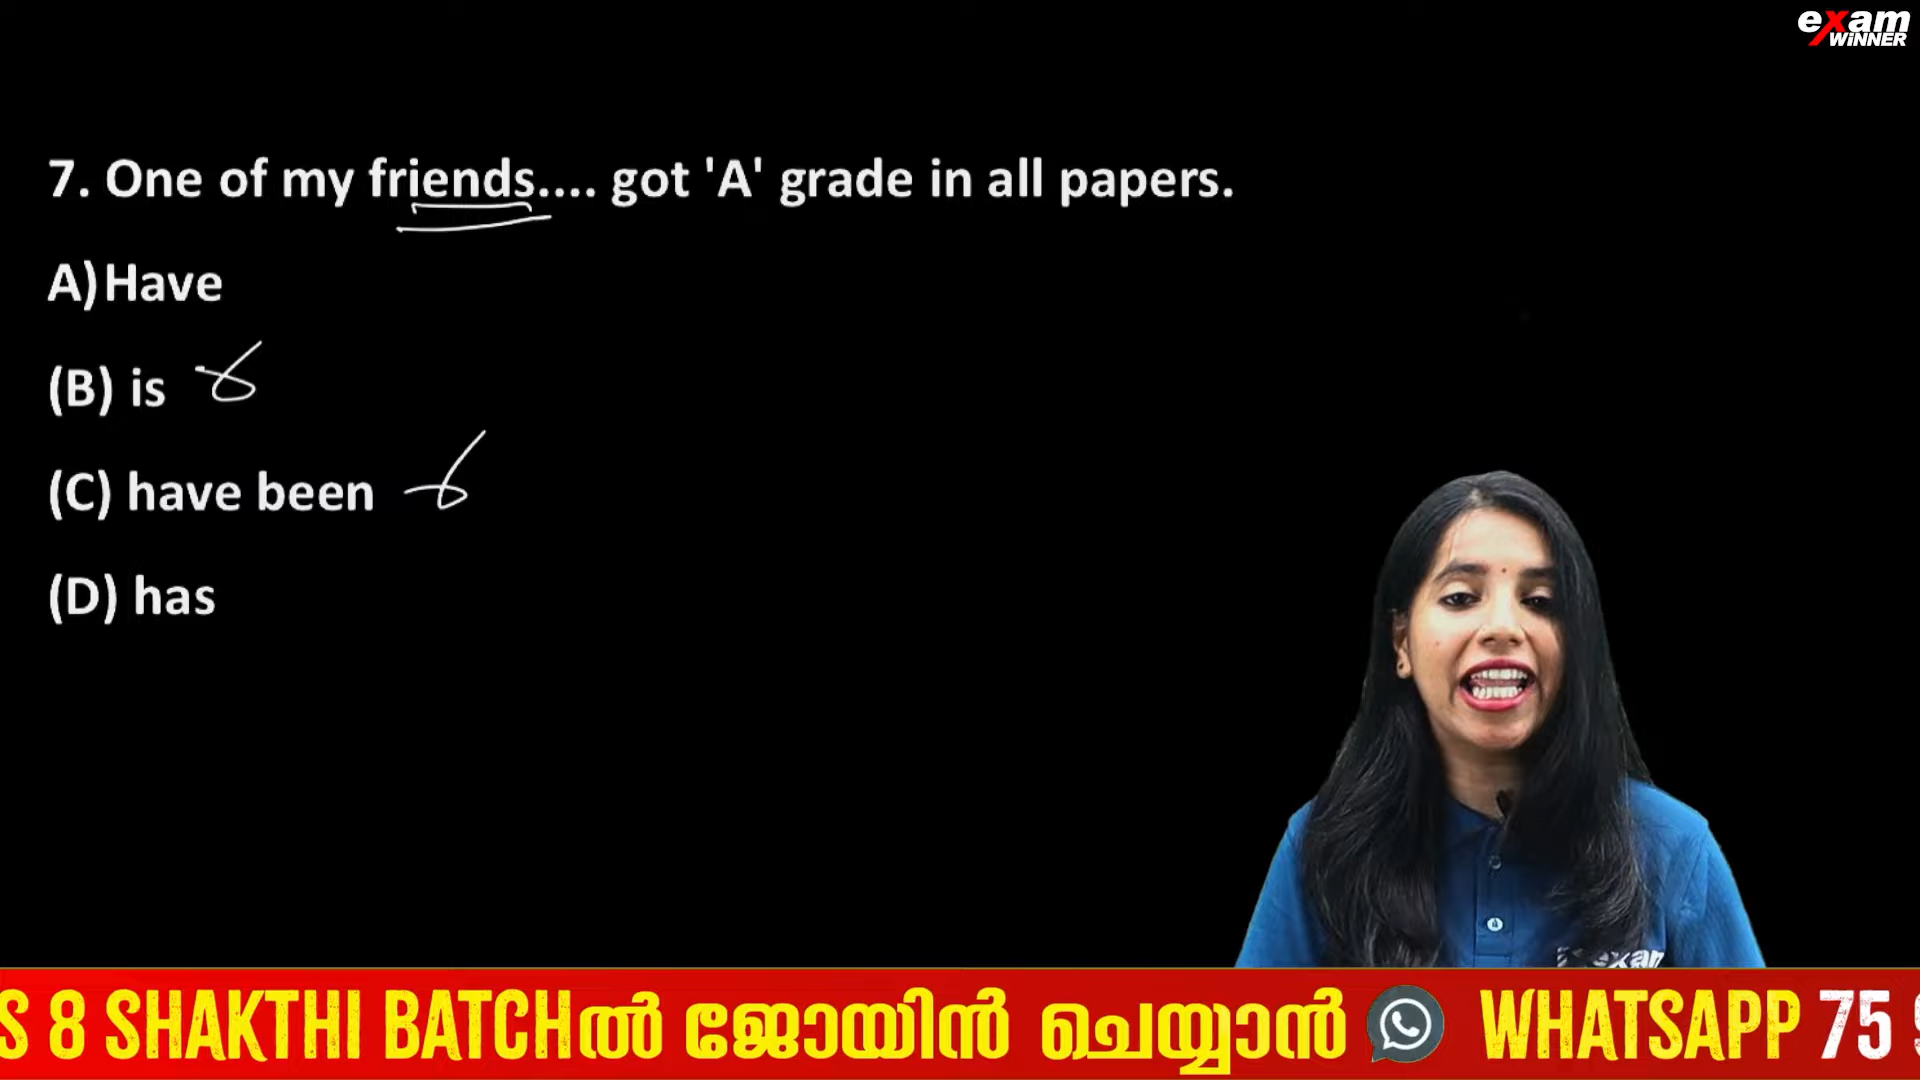 exam
WiNNER
7. One of my friends.... got 'A' grade in all papers.
A)Have
(B) is
(C) have been
(D) has
exam
S 8 SHAKTHI BATCHൽ ജോയിൻ ചെയ്യാൻ WHATSAPP 75 9